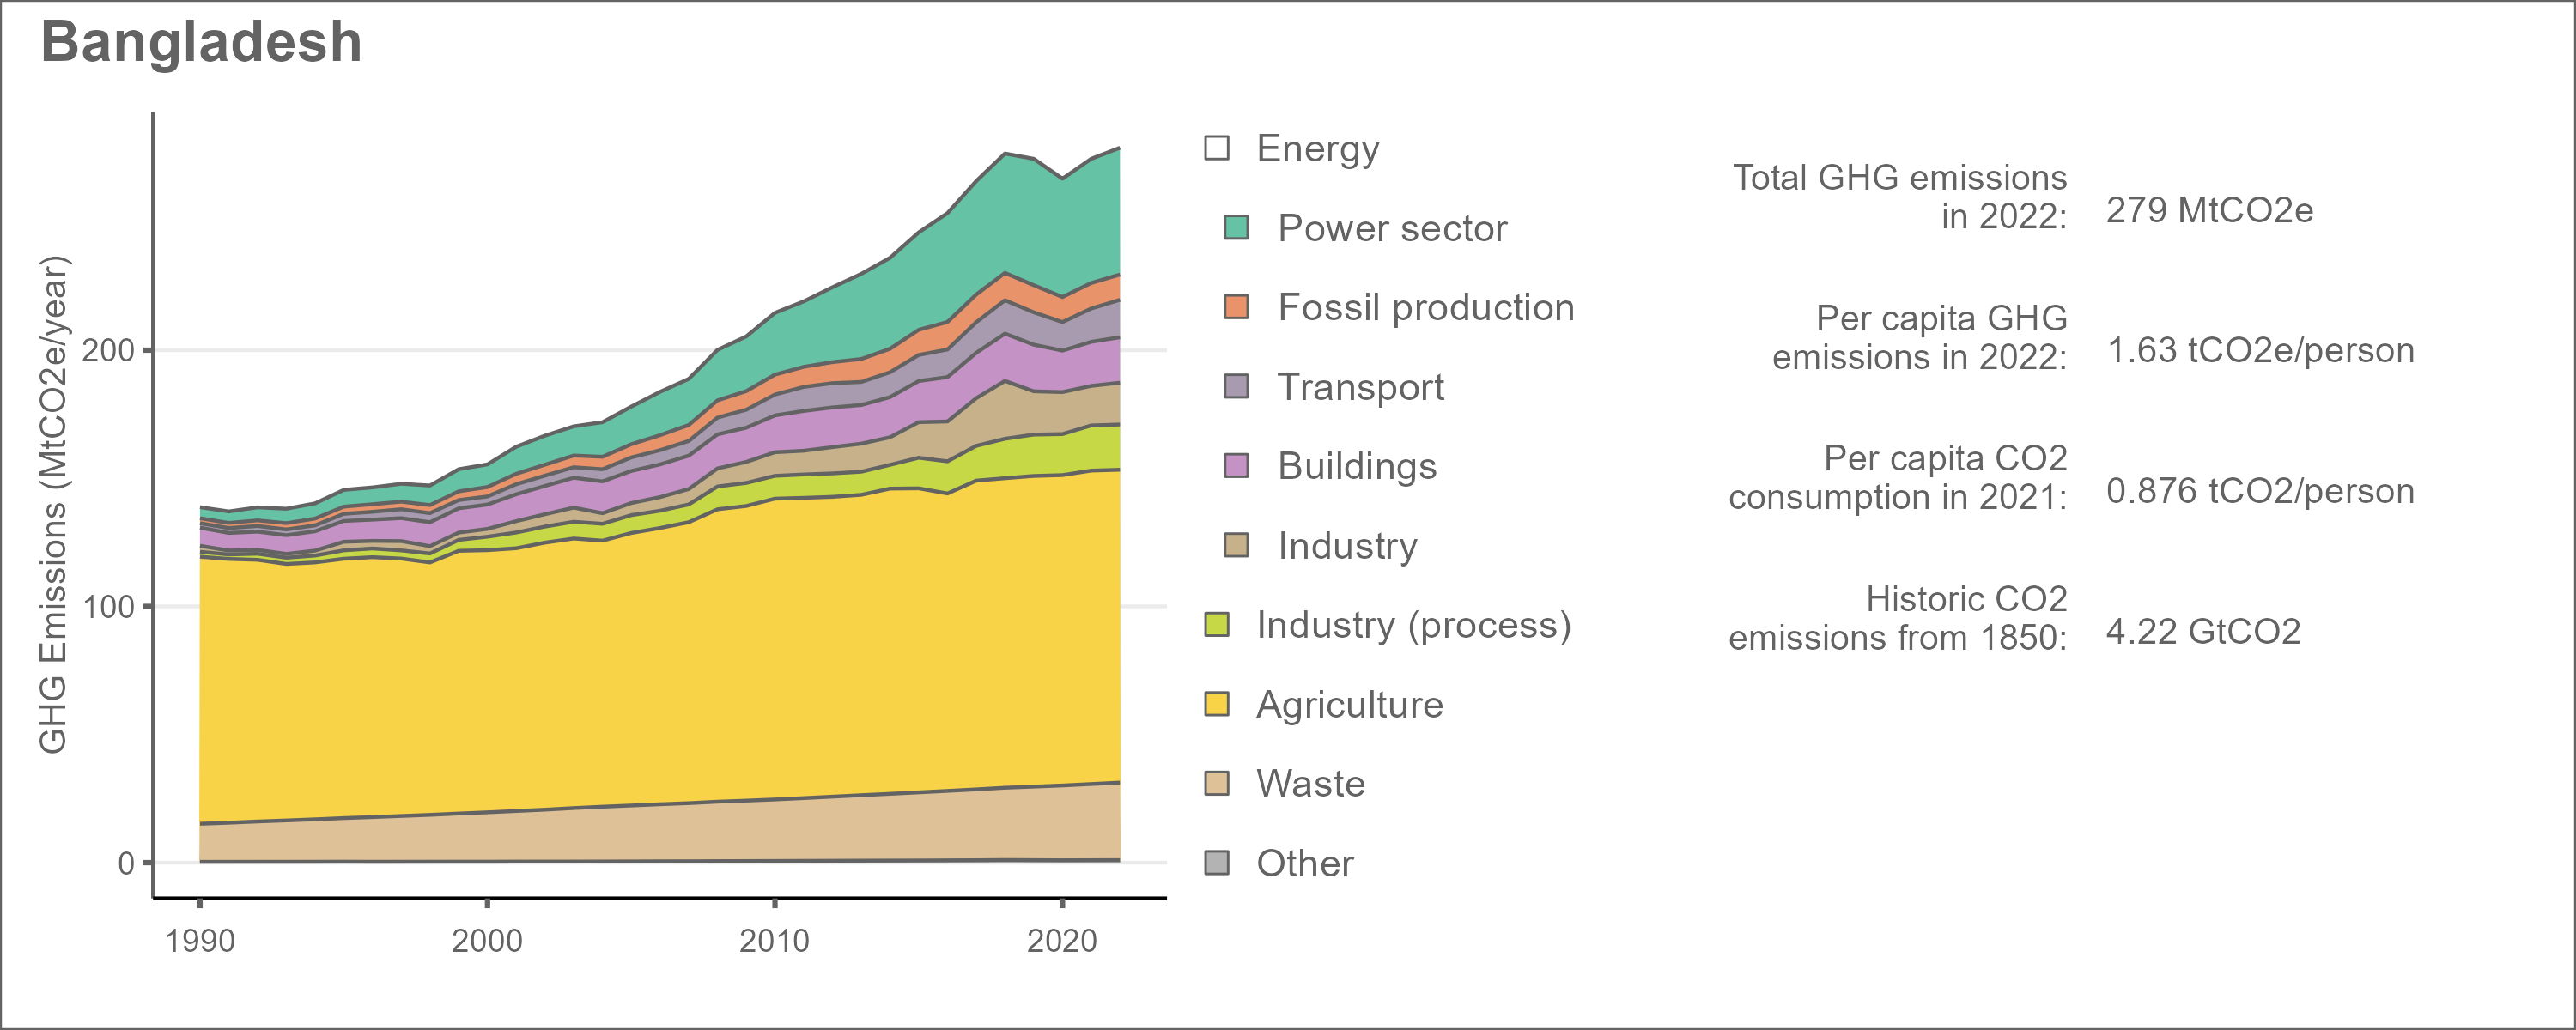 Bangladesh
GHG Emissions (MtCO2e/year)
200
100
0
1990
2000
2010
2020
Energy
Power sector
Fossil production
Transport
Buildings
Industry
Industry (process)
Agriculture
Waste
Other
Total GHG emissions
in 2022:
279 MtCO2e
Per capita GHG
emissions in 2022:
1.63 tCO2e/person
Per capita CO2
consumption in 2021:
0.876 tCO2/person
Historic CO2
emissions from 1850:
4.22 GtCO2